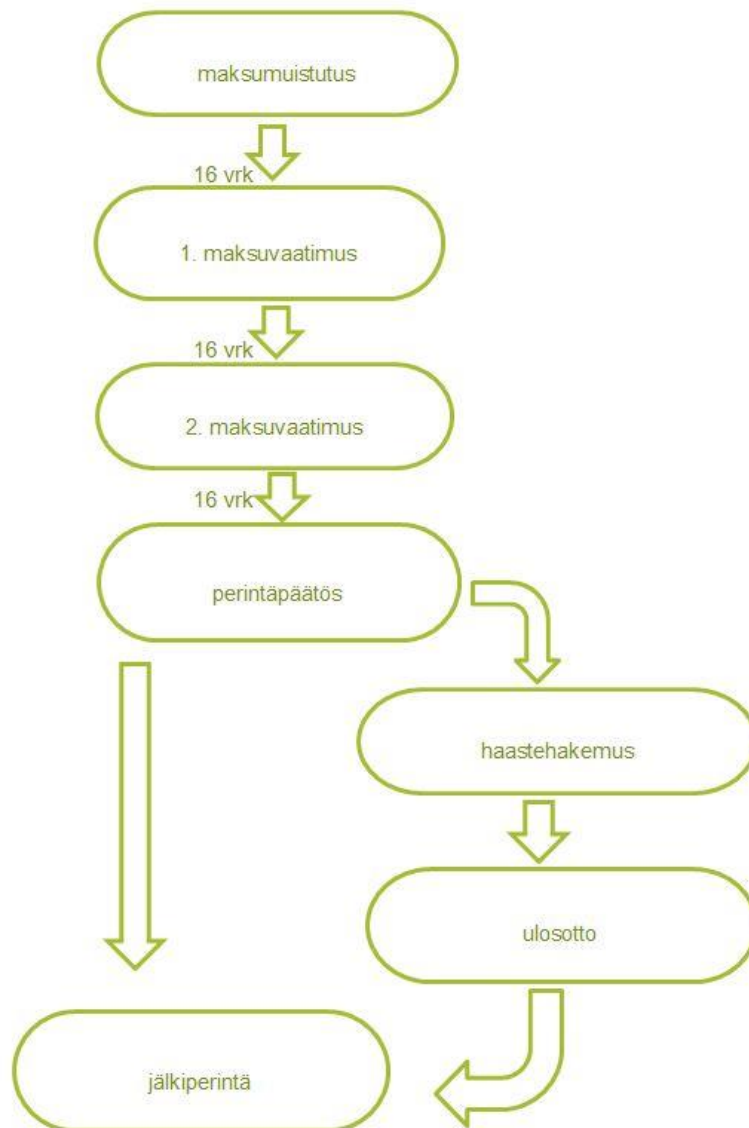 maksumuistutus
16 vrk
1. maksuvaatimus
16 vrk
2. maksuvaatimus
16 vrk
perintäpäätös
haastehakemus
ulosotto
jälkiperintä